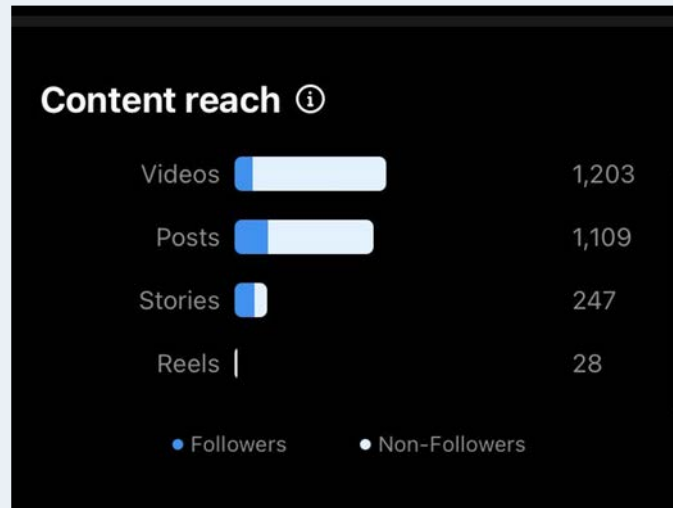 Content reach
Videos 1,203
Posts 1,109
Stories 247
Reels 28
Followers Non-Followers